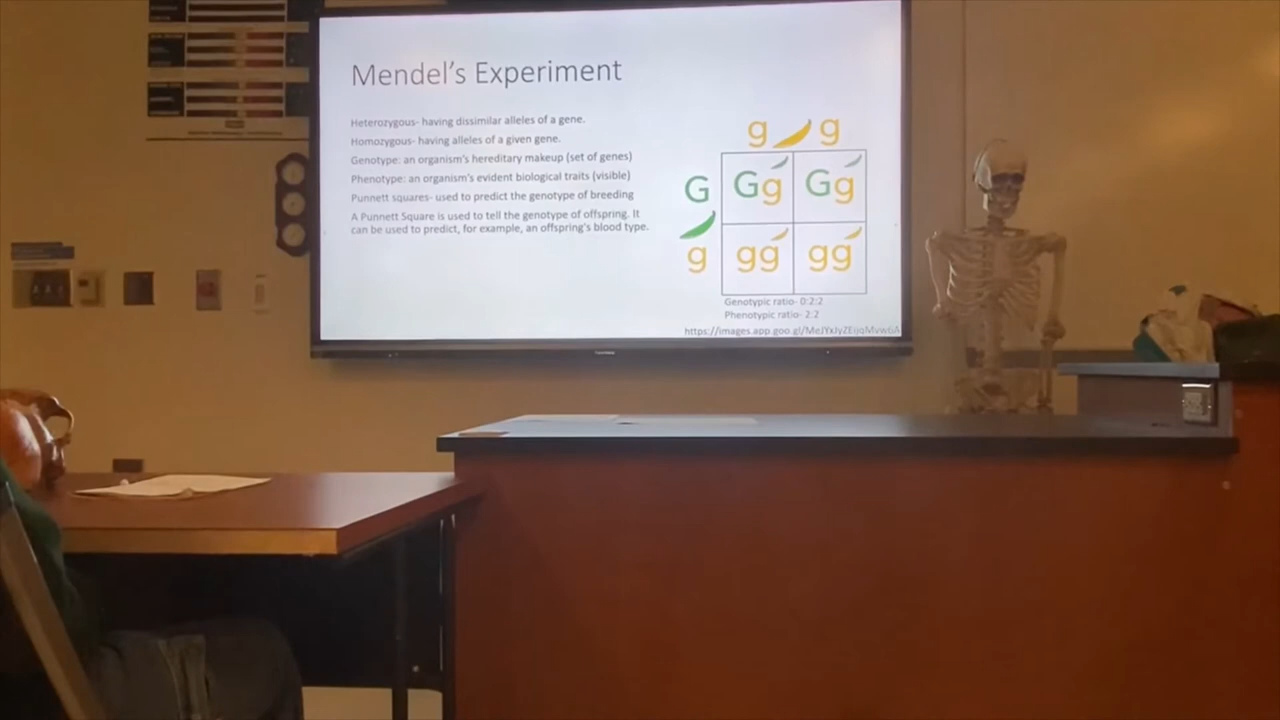 Mendel's Experiment
Heterozygous- having dissimilar alleles of a gene.
Homozygous- having alleles of a given gene.
Genotype: an organism's hereditary makeup (set of genes)
Phenotype: an organism's evident biological traits (visible)
Punnett squares- used to predict the genotype of breeding
A Punnett Square is used to tell the genotype of offspring. It
can be used to predict, for example, an offspring's blood type.
g g
G Gg Gg
g gg gg
Genotypic ratio- 0:2:2
Phenotypic ratio- 2:2